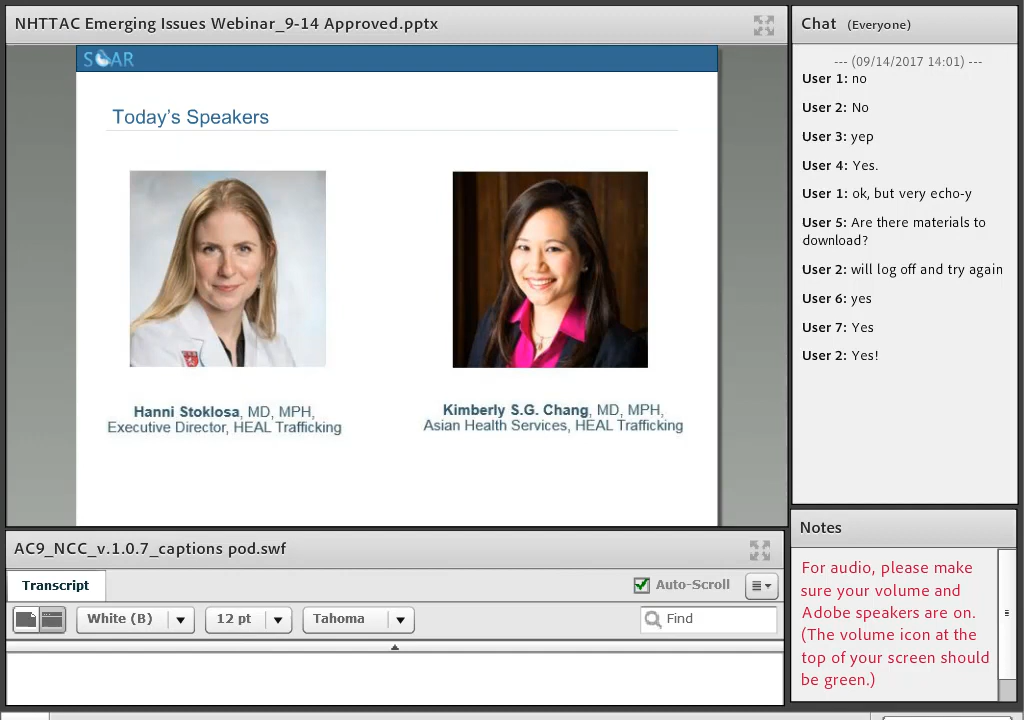 NHTTAC Emerging Issues Webinar_9-14 Approved.pptx
SOAR
Today's Speakers
Hanni Stoklosa, MD, MPH,
Executive Director, HEAL Trafficking
Kimberly S.G. Chang, MD, MPH,
Asian Health Services, HEAL Trafficking
AC9_NCC_v.1.0.7_captions pod.swf
Transcript
Auto-Scroll
White (B)
12 pt
Tahoma
Find
Chat (Everyone)
--- (09/14/2017 14:01) ---
User 1: no
User 2: No
User 3: yep
User 4: Yes.
User 1: ok, but very echo-y
User 5: Are there materials to
download?
User 2: will log off and try again
User 6: yes
User 7: Yes
User 2: Yes!
Notes
For audio, please make
sure your volume and
Adobe speakers are on.
(The volume icon at the
top of your screen should
be green.)